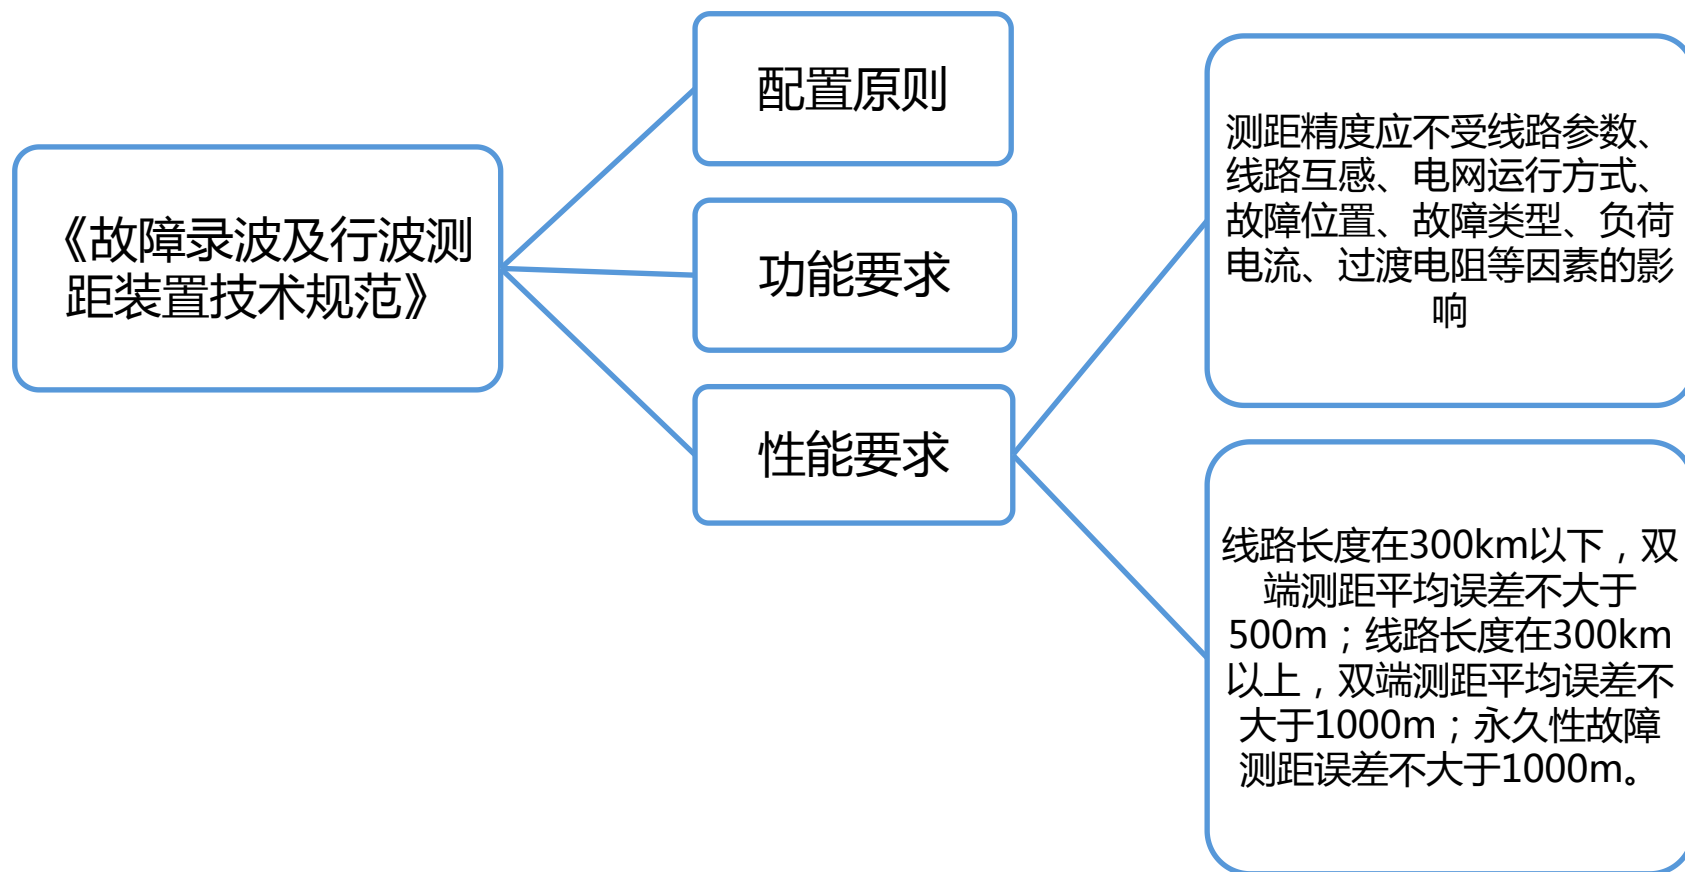 《故障录波及行波测
距装置技术规范》
配置原则
功能要求
性能要求
测距精度应不受线路参数、
线路互感、电网运行方式、
故障位置、故障类型、负荷
电流、过渡电阻等因素的影
响
线路长度在300km以下，双
端测距平均误差不大于
500m；线路长度在300km
以上，双端测距平均误差不
大于1000m；永久性故障
测距误差不大于1000m。